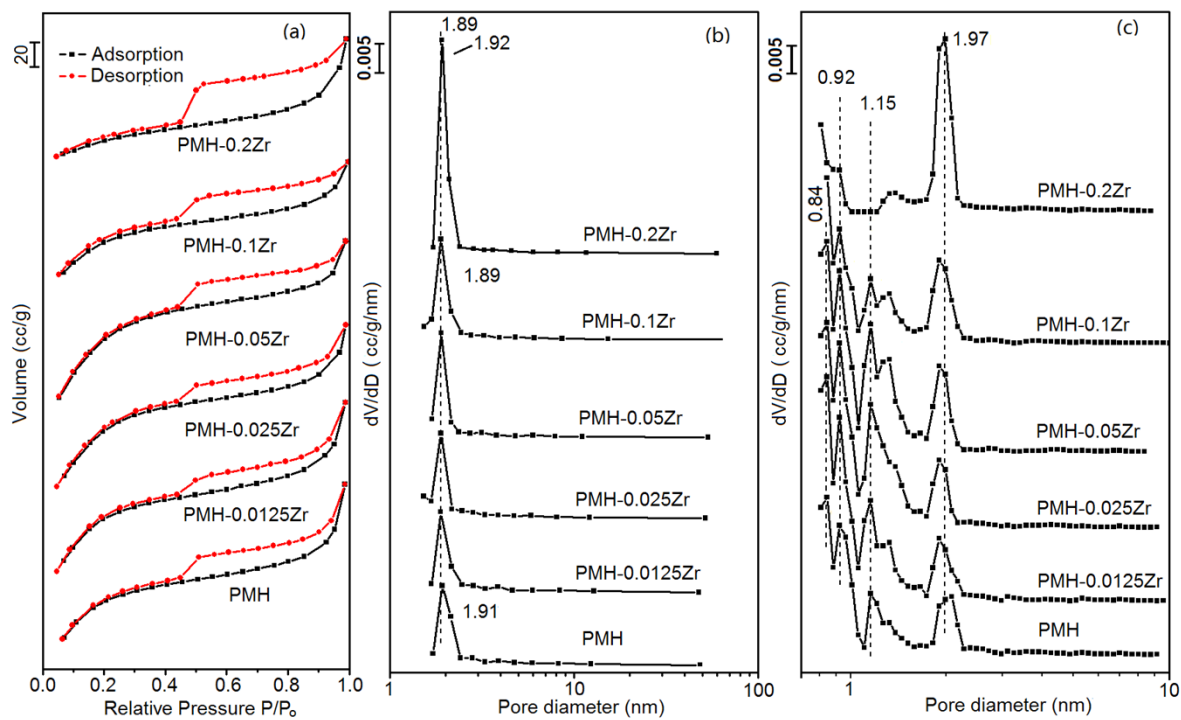 (a)
20
Adsorption
Desorption
PMH-0.2Zr
PMH-0.1Zr
PMH-0.05Zr
PMH-0.025Zr
PMH-0.0125Zr
PMH
Volume (cc/g)
0.0 0.2 0.4 0.6 0.8 1.0
Relative Pressure P/Po
(b)
0.005
1.89
1.92
PMH-0.2Zr
1.89
PMH-0.1Zr
PMH-0.05Zr
PMH-0.025Zr
PMH-0.0125Zr
1.91
PMH
dV/dD ( cc/g/nm)
1 10 100
Pore diameter (nm)
(c)
0.005
1.97
0.92
1.15
0.84
PMH-0.2Zr
PMH-0.1Zr
PMH-0.05Zr
PMH-0.025Zr
PMH-0.0125Zr
PMH
dV/dD ( cc/g/nm)
1 10
Pore diameter (nm)